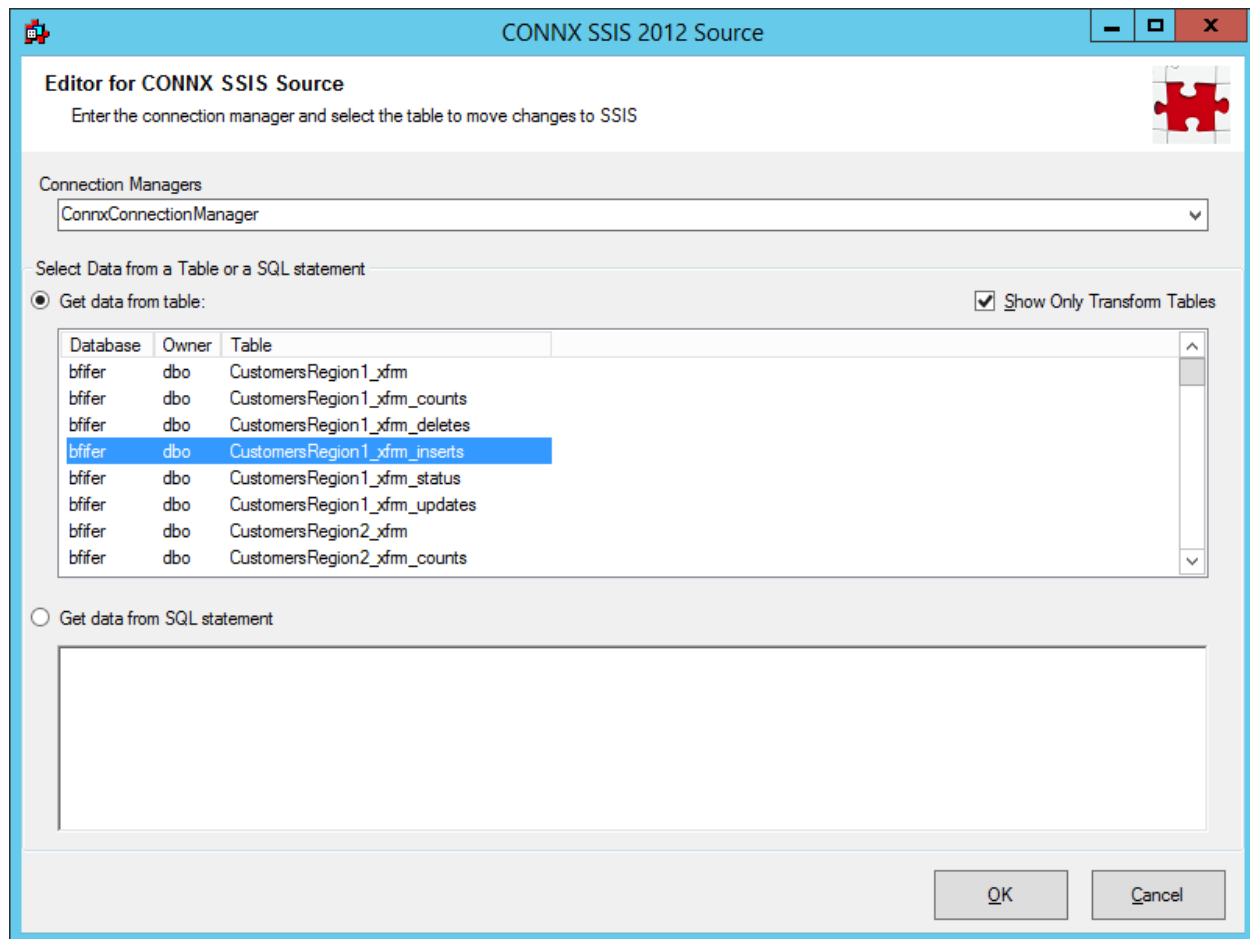 CONNX SSIS 2012 Source
Editor for CONNX SSIS Source
Enter the connection manager and select the table to move changes to SSIS
Connection Managers
ConnxConnectionManager
Select Data from a Table or a SQL statement
Get data from table: Show Only Transform Tables
Database Owner Table
bfifer dbo CustomersRegion1_xfrm
bfifer dbo CustomersRegion1_xfrm_counts
bfifer dbo CustomersRegion1_xfrm_deletes
bfifer dbo CustomersRegion1_xfrm_inserts
bfifer dbo CustomersRegion1_xfrm_status
bfifer dbo CustomersRegion1_xfrm_updates
bfifer dbo CustomersRegion2_xfrm
bfifer dbo CustomersRegion2_xfrm_counts
Get data from SQL statement
OK Cancel